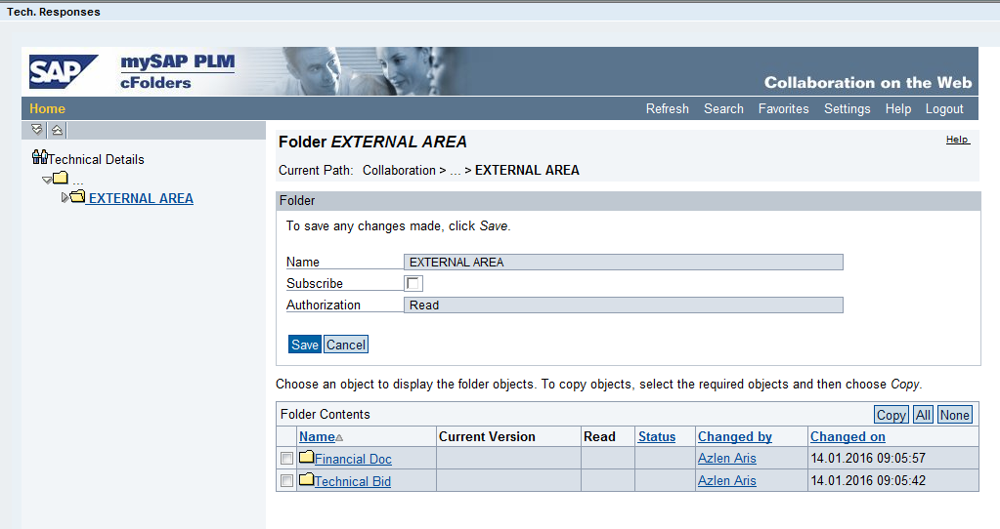 Tech. Responses
SAP
mySAP PLM
cFolders
Collaboration on the Web
Home Refresh Search Favorites Settings Help Logout
Technical Details
...
EXTERNAL AREA
Folder EXTERNAL AREA Help
Current Path: Collaboration > ... > EXTERNAL AREA
Folder
To save any changes made, click Save.
Name EXTERNAL AREA
Subscribe
Authorization Read
Save Cancel
Choose an object to display the folder objects. To copy objects, select the required objects and then choose Copy.
Folder Contents Copy All None
Name Current Version Read Status Changed by Changed on
Financial Doc Azlen Aris 14.01.2016 09:05:57
Technical Bid Azlen Aris 14.01.2016 09:05:42